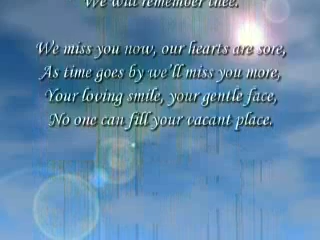 We will remember thee.
We miss you now, our hearts are sore,
As time goes by we'll miss you more,
Your loving smile, your gentle face,
No one can fill your vacant place.